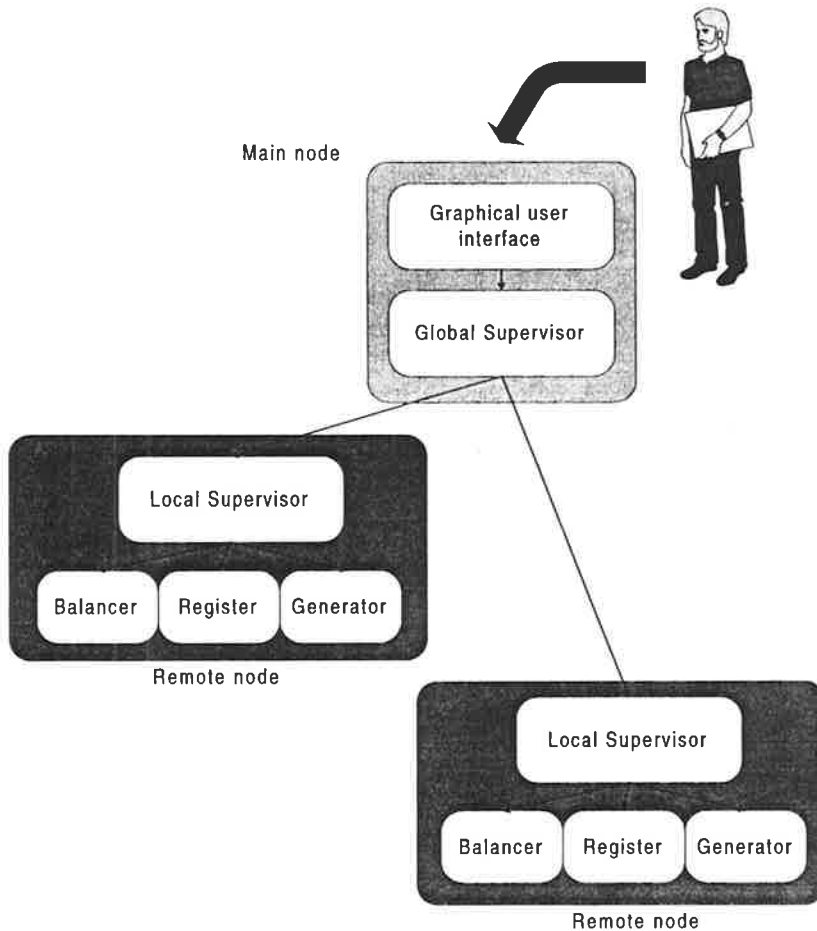 Main node
Graphical user
interface
Global Supervisor
Local Supervisor
Balancer
Register
Generator
Remote node
Local Supervisor
Balancer
Register
Generator
Remote node